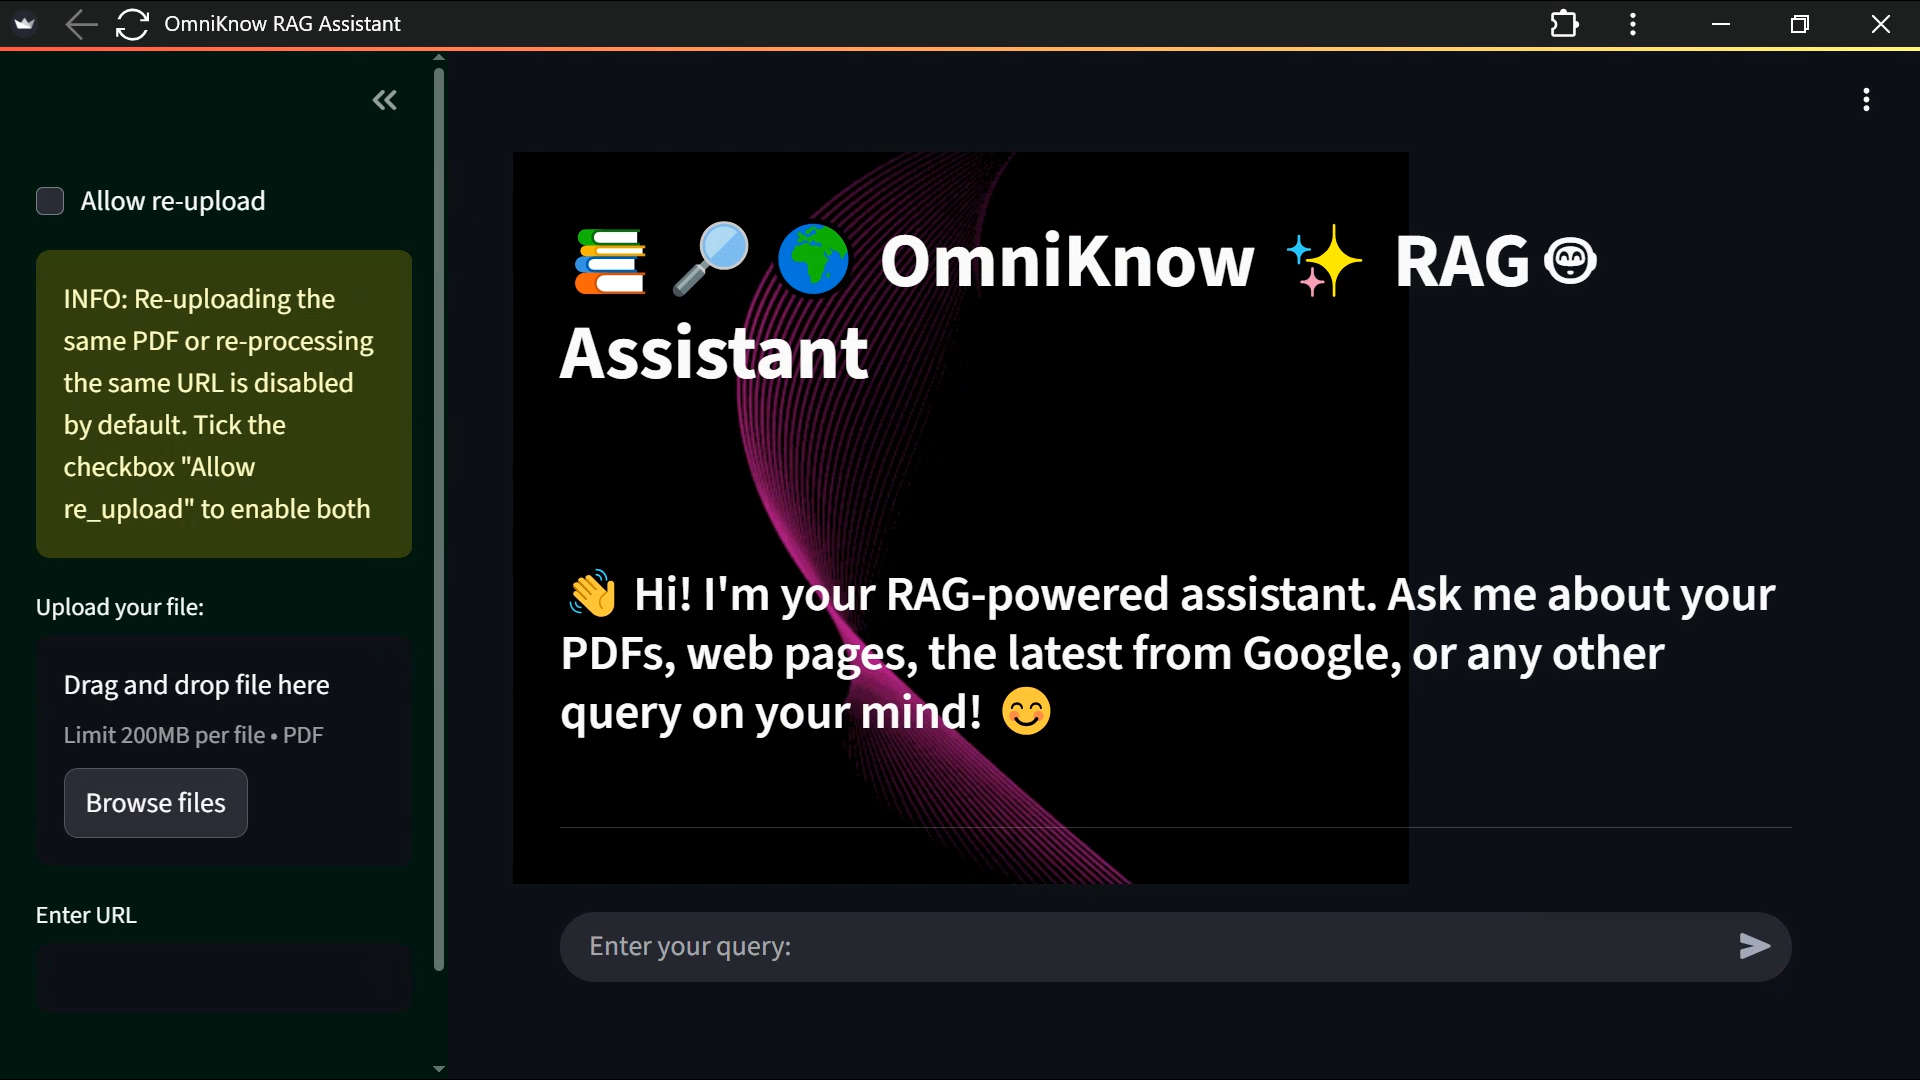 OmniKnow RAG Assistant
Allow re-upload
INFO: Re-uploading the
same PDF or re-processing
the same URL is disabled
by default. Tick the
checkbox "Allow
re_upload" to enable both
Upload your file:
Drag and drop file here
Limit 200MB per file • PDF
Browse files
Enter URL
📚 🔎 🌍 OmniKnow ✨ RAG
Assistant
👋 Hi! I'm your RAG-powered assistant. Ask me about your
PDFs, web pages, the latest from Google, or any other
query on your mind! 😊
Enter your query: